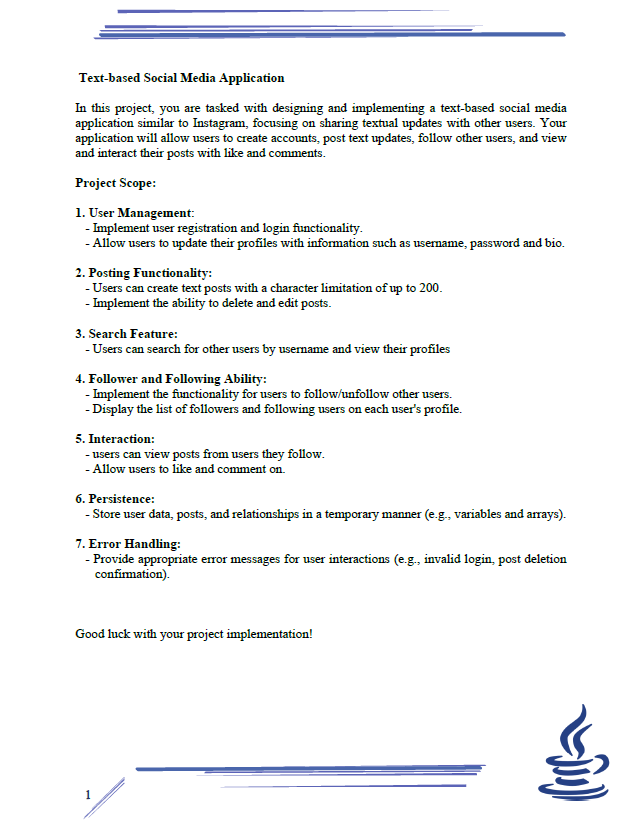 Text-based Social Media Application
In this project, you are tasked with designing and implementing a text-based social media
application similar to Instagram, focusing on sharing textual updates with other users. Your
application will allow users to create accounts, post text updates, follow other users, and view
and interact their posts with like and comments.
Project Scope:
1. User Management:
- Implement user registration and login functionality.
- Allow users to update their profiles with information such as username, password and bio.
2. Posting Functionality:
- Users can create text posts with a character limitation of up to 200.
- Implement the ability to delete and edit posts.
3. Search Feature:
- Users can search for other users by username and view their profiles
4. Follower and Following Ability:
- Implement the functionality for users to follow/unfollow other users.
- Display the list of followers and following users on each user's profile.
5. Interaction:
- users can view posts from users they follow.
- Allow users to like and comment on.
6. Persistence:
- Store user data, posts, and relationships in a temporary manner (e.g., variables and arrays).
7. Error Handling:
- Provide appropriate error messages for user interactions (e.g., invalid login, post deletion
confirmation).
Good luck with your project implementation!
1